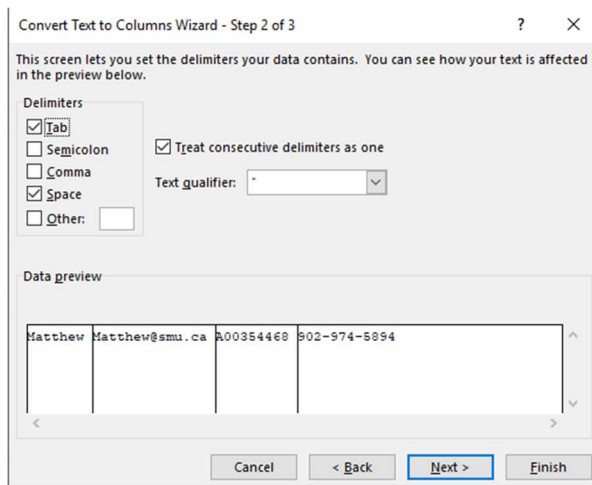 Convert Text to Columns Wizard - Step 2 of 3
? ×
This screen lets you set the delimiters your data contains. You can see how your text is affected
in the preview below.
Delimiters
Tab
Semicolon
Comma
Space
Other:
Treat consecutive delimiters as one
Text qualifier: "
Data preview
Matthew Matthew@smu.ca A00354468 902-974-5894
Cancel < Back Next > Finish